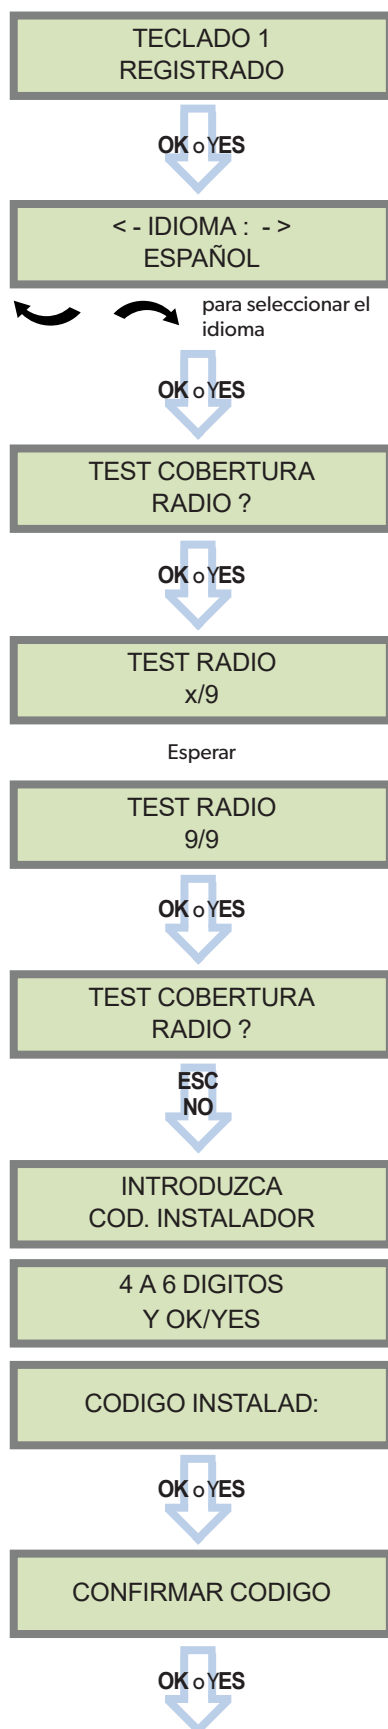 TECLADO 1
REGISTRADO
OK o YES
< - IDIOMA :  - >
ESPAÑOL
para seleccionar el
idioma
OK o YES
TEST COBERTURA
RADIO ?
OK o YES
TEST RADIO
x/9
Esperar
TEST RADIO
9/9
OK o YES
TEST COBERTURA
RADIO ?
ESC
NO
INTRODUZCA
COD. INSTALADOR
4 A 6 DIGITOS
Y OK/YES
CODIGO INSTALAD:
OK o YES
CONFIRMAR CODIGO
OK o YES